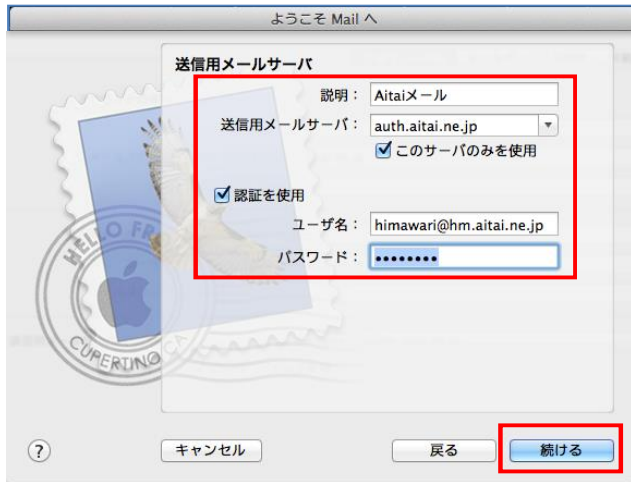 ようこそ Mail へ
送信用メールサーバ
説明： Aitaiメール
送信用メールサーバ： auth.aitai.ne.jp
このサーバのみを使用
認証を使用
ユーザ名： himawari@hm.aitai.ne.jp
パスワード： ••••••••
HELLO FR
CUPERTINO CA
? キャンセル 戻る 続ける